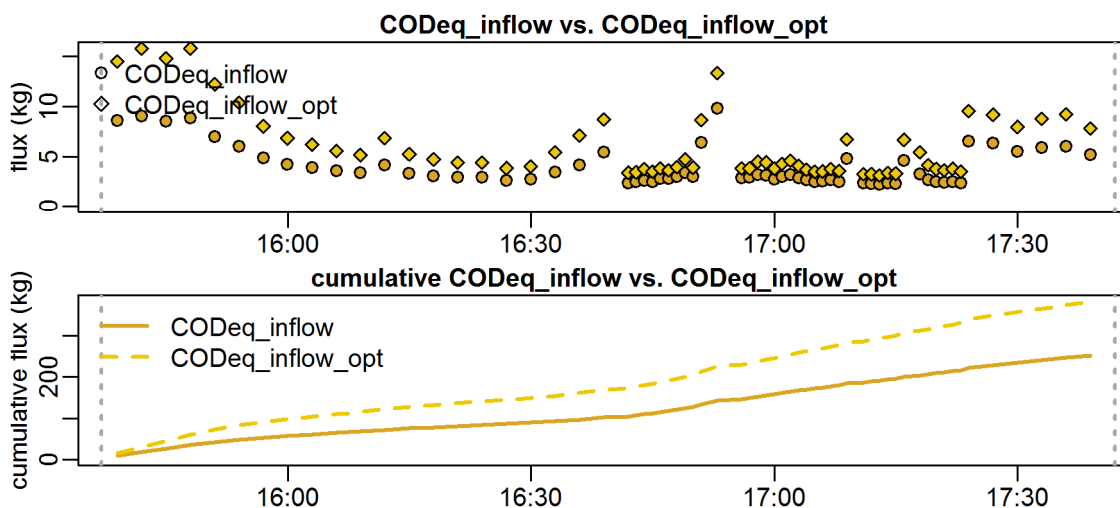 CODeq_inflow vs. CODeq_inflow_opt
flux (kg)
10
5
0
CODeq_inflow
CODeq_inflow_opt
16:00 16:30 17:00 17:30
cumulative CODeq_inflow vs. CODeq_inflow_opt
cumulative flux (kg)
200
0
CODeq_inflow
CODeq_inflow_opt
16:00 16:30 17:00 17:30